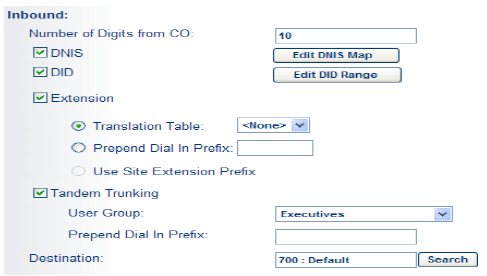 Inbound:
Number of Digits from CO: 10
DNIS Edit DNIS Map
DID Edit DID Range
Extension
Translation Table: <None>
Prepend Dial In Prefix:
Use Site Extension Prefix
Tandem Trunking
User Group: Executives
Prepend Dial In Prefix:
Destination: 700 : Default Search